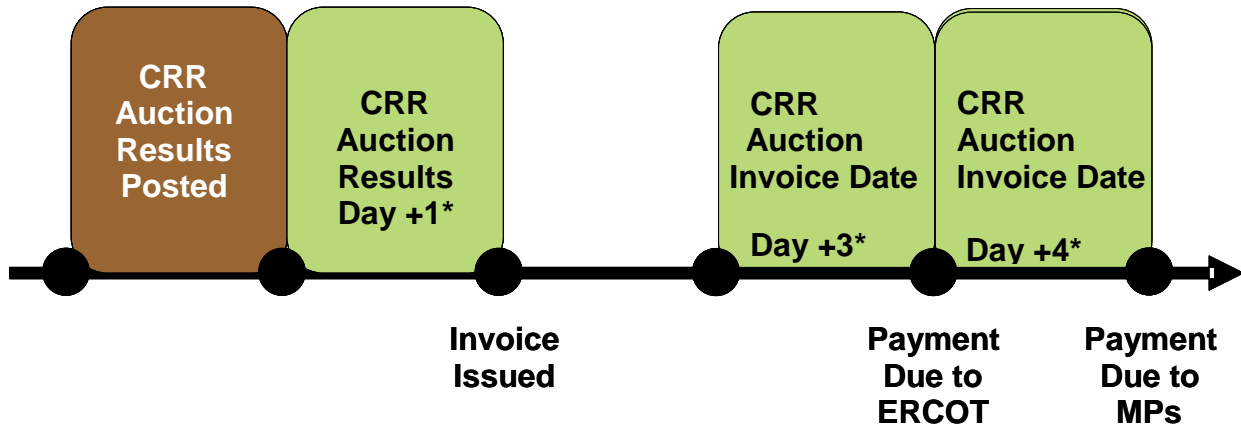 CRR
Auction
Results
Posted
CRR
Auction
Results
Day +1*
CRR
Auction
Invoice Date
Day +3*
CRR
Auction
Invoice Date
Day +4*
Invoice
Issued
Payment
Due to
ERCOT
Payment
Due to
MPs